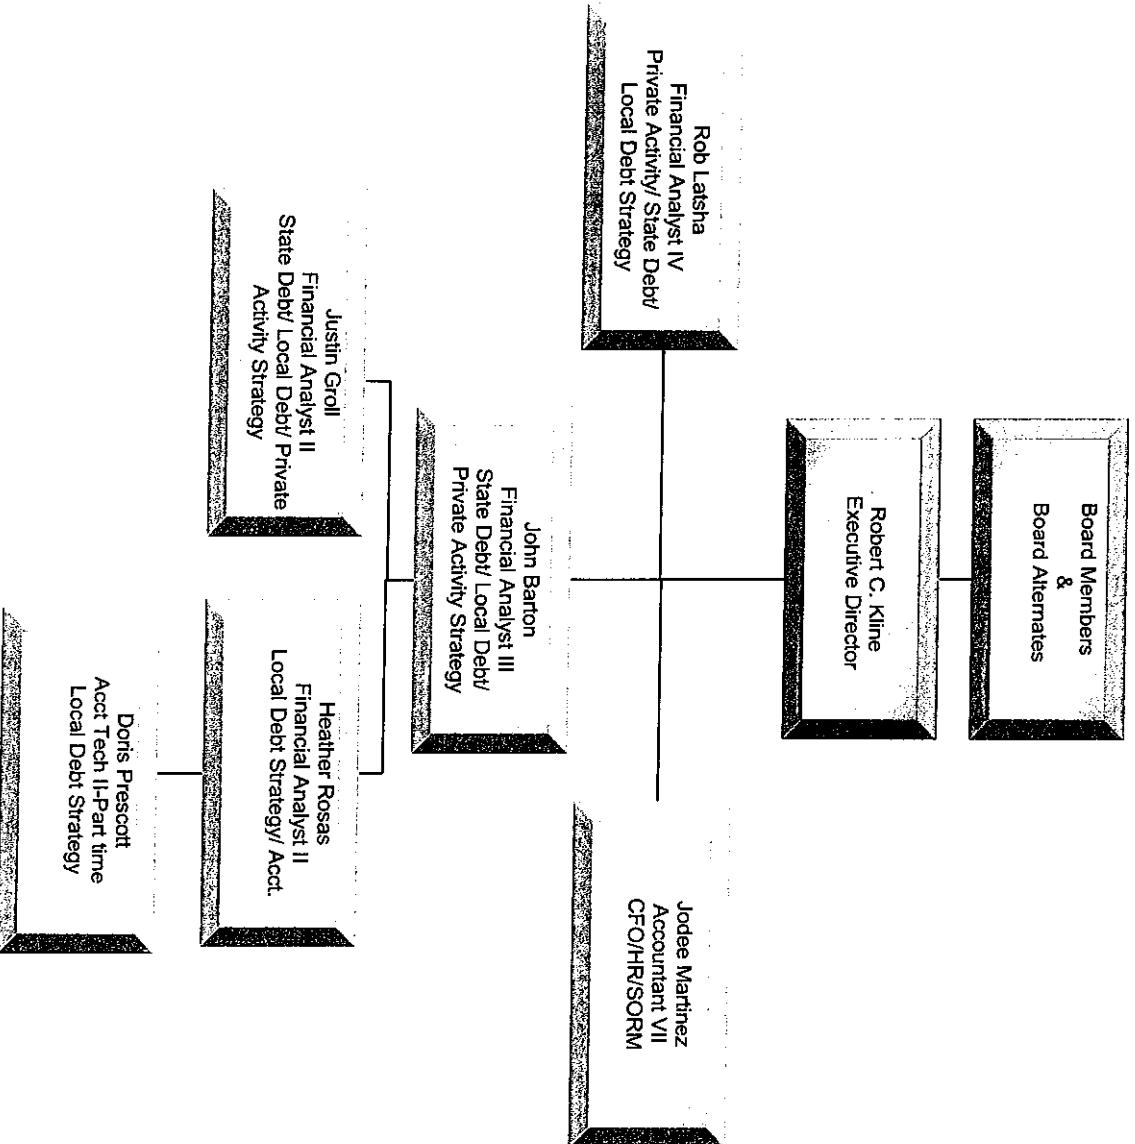 Board Members
&
Board Alternates
Robert C. Kline
Executive Director
Rob Latsha
Financial Analyst IV
Private Activity/ State Debt/
Local Debt Strategy
John Barton
Financial Analyst III
State Debt/ Local Debt/
Private Activity Strategy
Jodee Martinez
Accountant VII
CFO/HR/SORM
Justin Groll
Financial Analyst II
State Debt/ Local Debt/ Private
Activity Strategy
Heather Rosas
Financial Analyst II
Local Debt Strategy/ Acct.
Doris Prescott
Acct Tech II-Part time
Local Debt Strategy